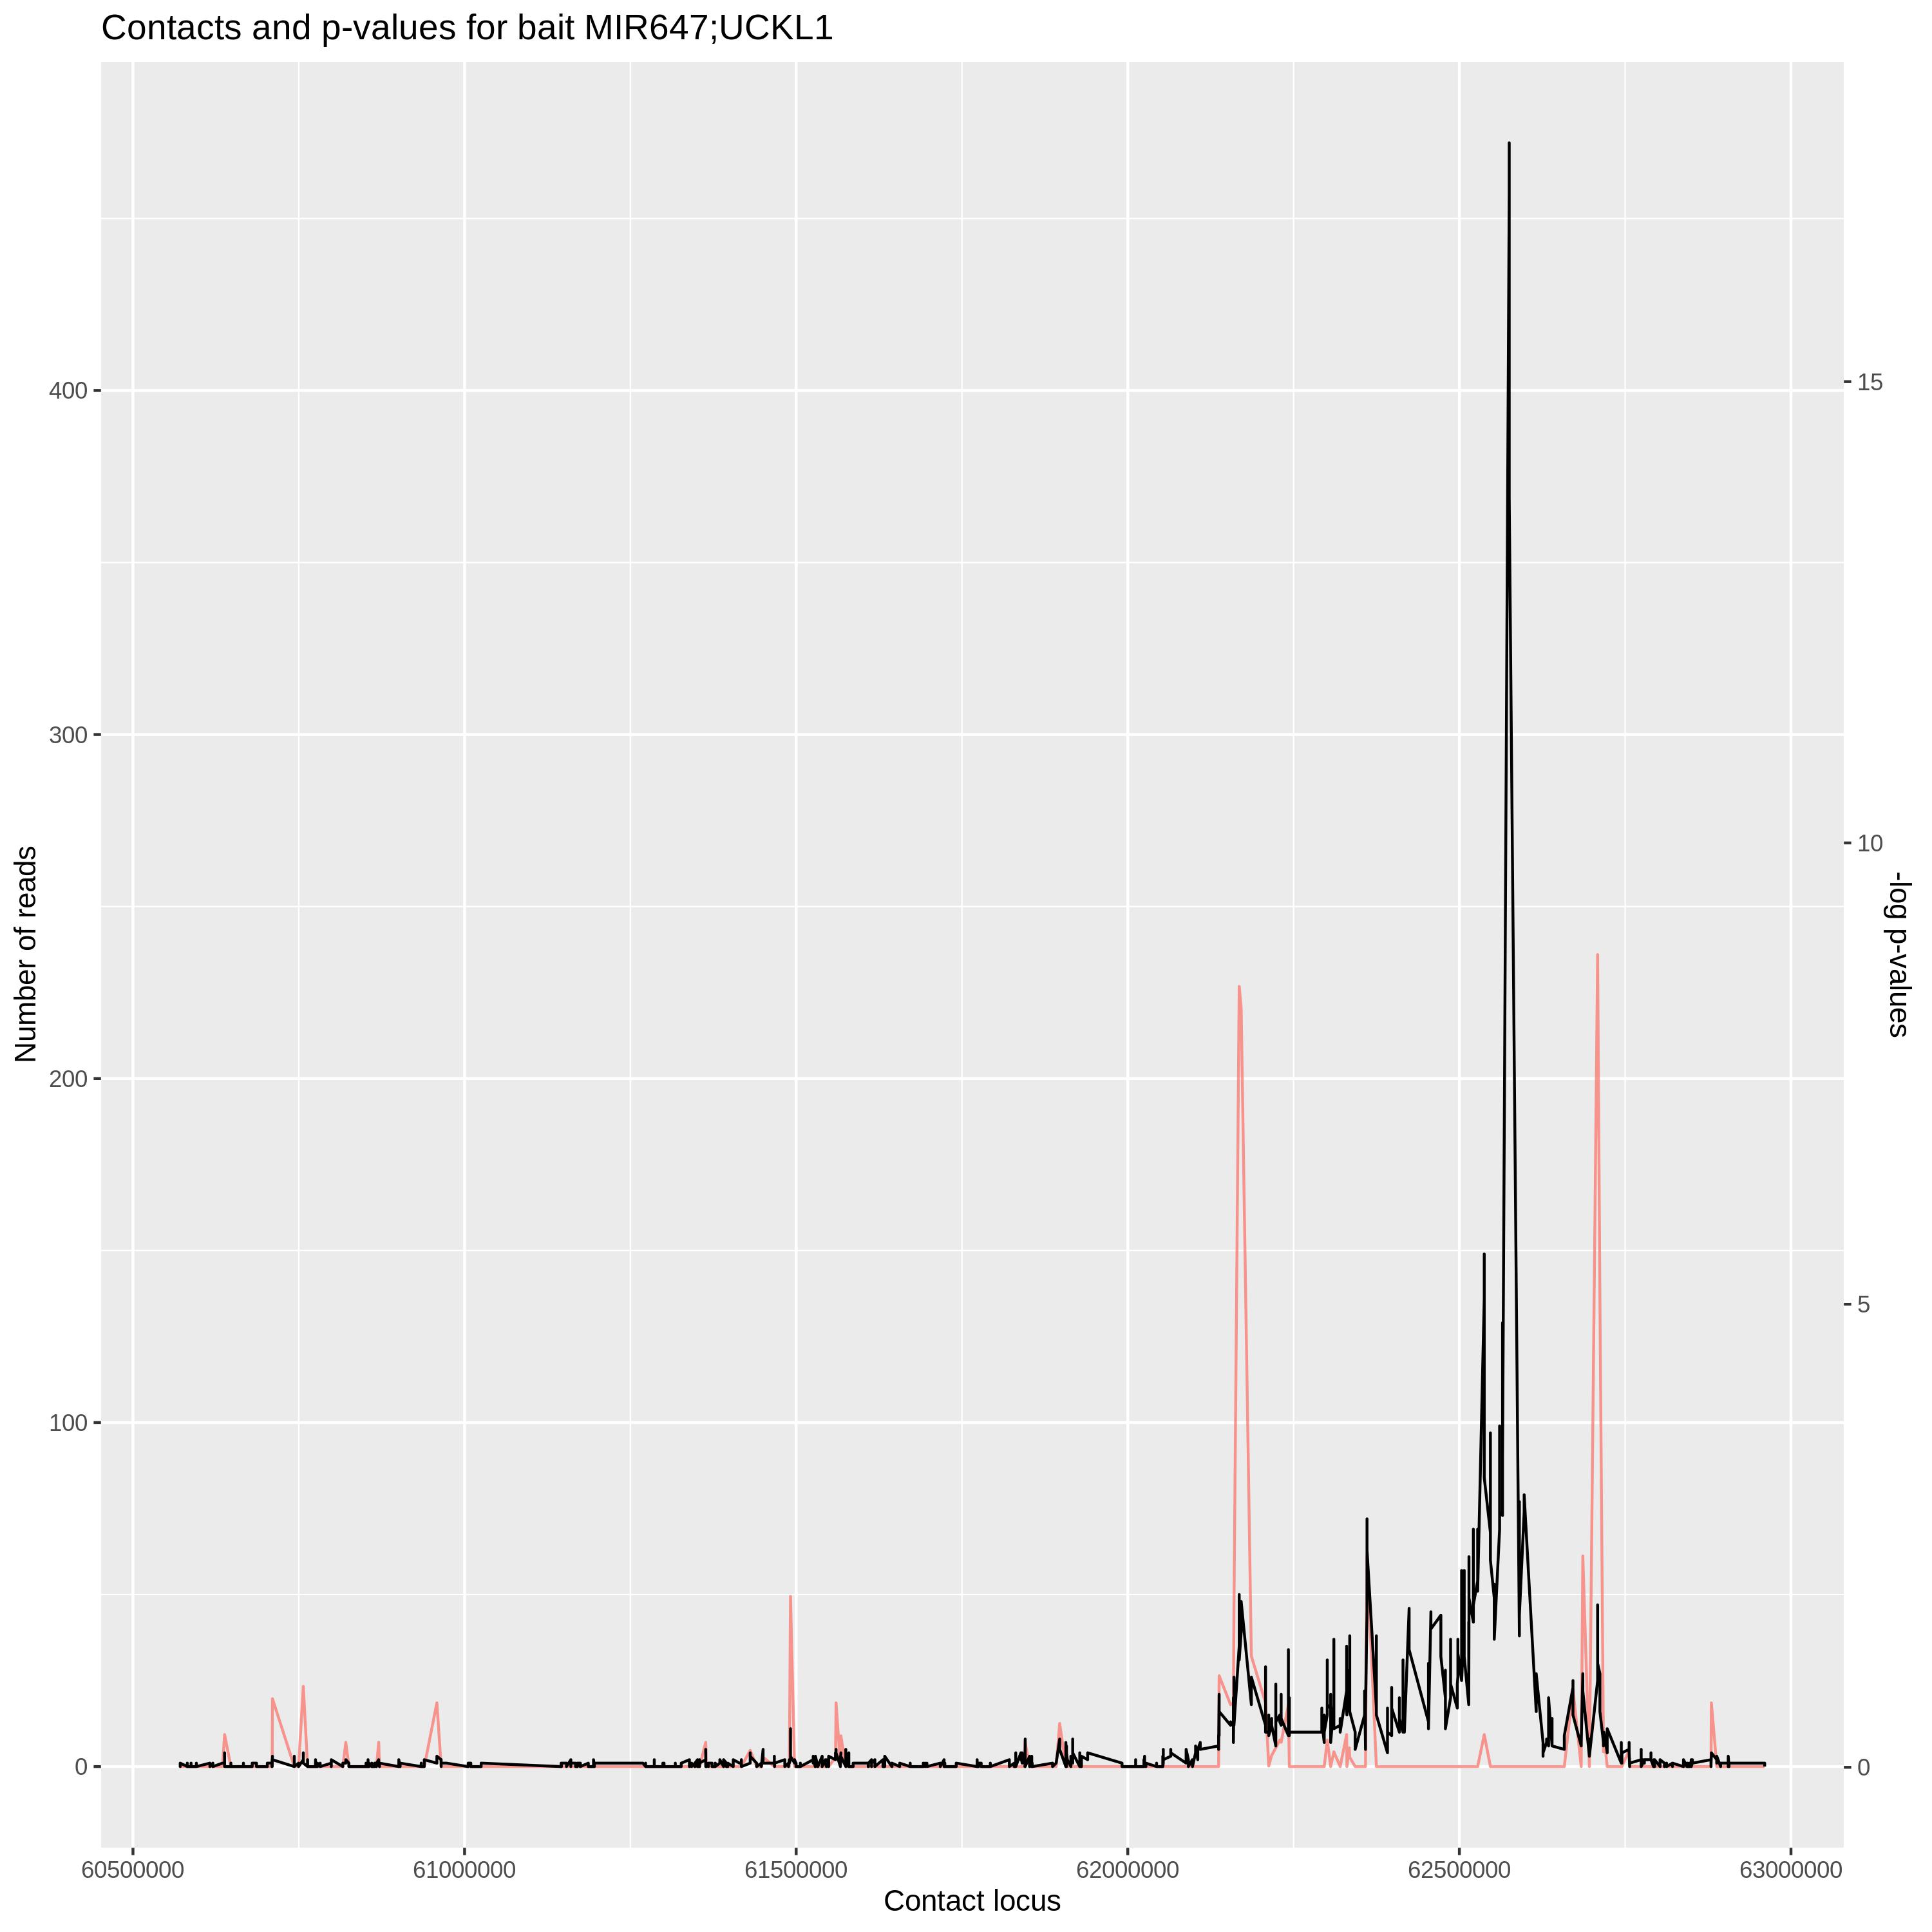 Contacts and p-values for bait MIR647;UCKL1
400
300
200
100
0
Number of reads
15
10
5
0
-log p-values
60500000 61000000 61500000 62000000 62500000 63000000
Contact locus